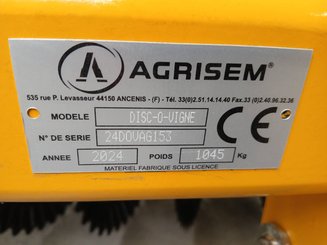 AGRISEM®
535 rue P. Levasseur 44150 ANCENIS - (F) - Tél. 33(0)2.51.14.14.40 Fax.33 (0)2.40.96.32.36
MODELE DISC-O-VIGNE
N° DE SERIE 24DOVAG153
ANNEE 2024 POIDS 1045 Kg
MATERIEL FABRIQUE SOUS LICENCE
CE